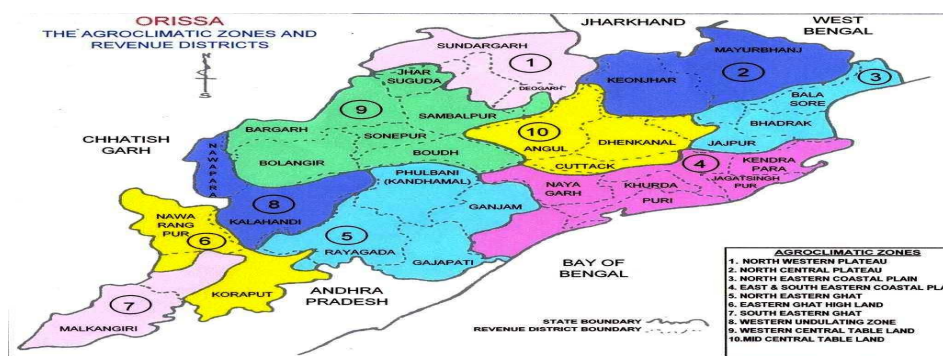 ORISSA
THE AGROCLIMATIC ZONES AND
REVENUE DISTRICTS
N
S
JHARKHAND
WEST
BENGAL
SUNDARGARH
1
MAYURBHANJ
JHAR
SUGUDA
DEOGARH
KEONJHAR
2
3
BALA
SORE
9
SAMBALPUR
CHHATISH
GARH
BARGARH
SONEPUR
10
ANGUL
DHENKANAL
BHADRAK
JAJPUR
NAWAPARA
BOLANGIR
BOUDH
CUTTACK
4
KENDRA
PARA
PHULBANI
(KANDHAMAL)
NAYA
GARH
KHURDA
JAGATSINGH
PUR
8
KALAHANDI
GANJAM
PURI
NAWA
RANG
PUR
6
5
RAYAGADA
GAJAPATI
BAY OF
BENGAL
7
MALKANGIRI
KORAPUT
ANDHRA
PRADESH
STATE BOUNDARY
REVENUE DISTRICT BOUNDARY
AGROCLIMATIC ZONES
1. NORTH WESTERN PLATEAU
2. NORTH CENTRAL PLATEAU
3. NORTH EASTERN COASTAL PLAIN
4. EAST & SOUTH EASTERN COASTAL PLA
5. NORTH EASTERN GHAT
6. EASTERN GHAT HIGH LAND
7. SOUTH EASTERN GHAT
8. WESTERN UNDULATING ZONE
9. WESTERN CENTRAL TABLE LAND
10.MID CENTRAL TABLE LAND